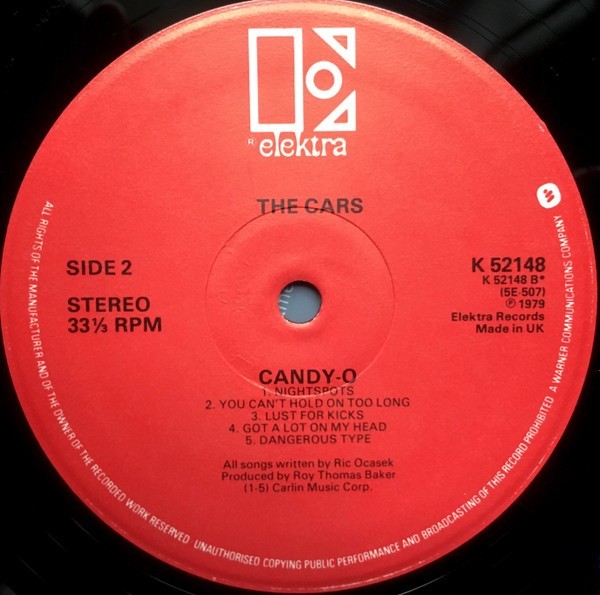 ® elektra
THE CARS
SIDE 2
STEREO
33⅓ RPM
K 52148
K 52148 B*
(5E-507)
℗ 1979
Elektra Records
Made in UK
CANDY-O
1. NIGHTSPOTS
2. YOU CAN'T HOLD ON TOO LONG
3. LUST FOR KICKS
4. GOT A LOT ON MY HEAD
5. DANGEROUS TYPE
All songs written by Ric Ocasek
Produced by Roy Thomas Baker
(1-5) Carlin Music Corp.
ALL RIGHTS OF THE MANUFACTURER AND OF THE OWNER OF THE RECORDED WORK RESERVED UNAUTHORISED COPYING PUBLIC PERFORMANCE AND BROADCASTING OF THIS RECORD PROHIBITED A WARNER COMMUNICATIONS COMPANY